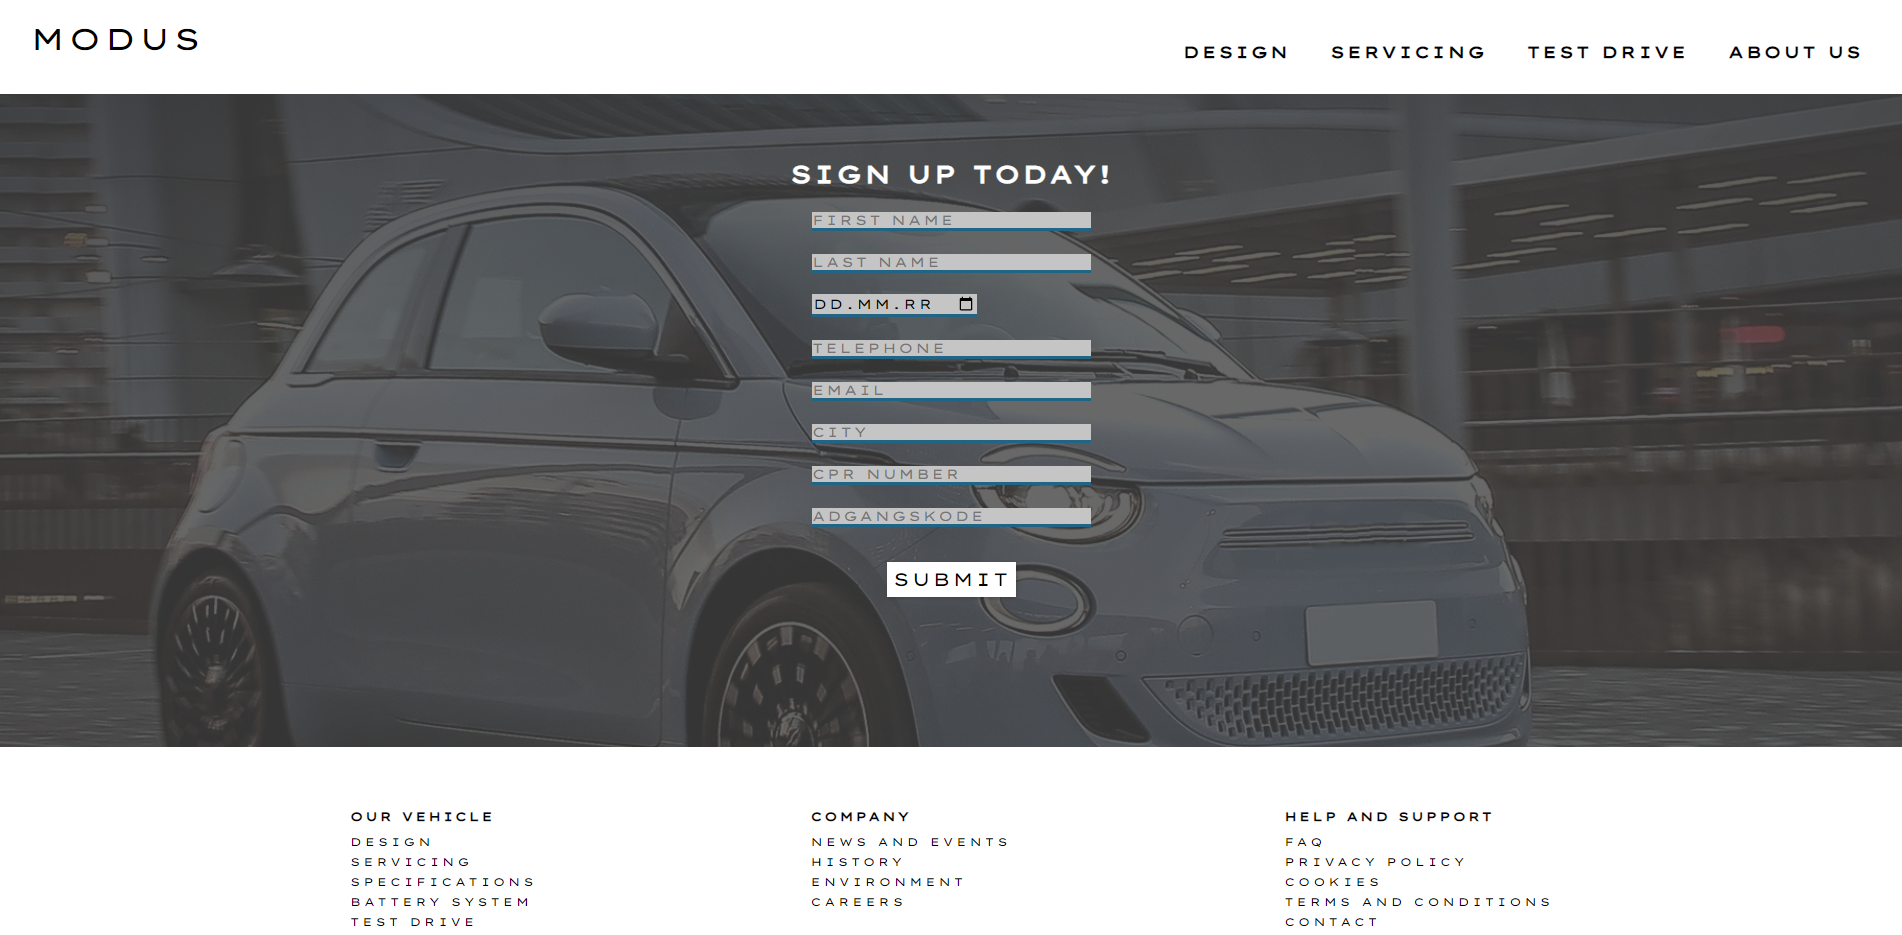 MODUS
DESIGN SERVICING TEST DRIVE ABOUT US
SIGN UP TODAY!
FIRST NAME
LAST NAME
DD.MM.RR
TELEPHONE
EMAIL
CITY
CPR NUMBER
ADGANGSKODE
SUBMIT
OUR VEHICLE
DESIGN
SERVICING
SPECIFICATIONS
BATTERY SYSTEM
TEST DRIVE
COMPANY
NEWS AND EVENTS
HISTORY
ENVIRONMENT
CAREERS
HELP AND SUPPORT
FAQ
PRIVACY POLICY
COOKIES
TERMS AND CONDITIONS
CONTACT